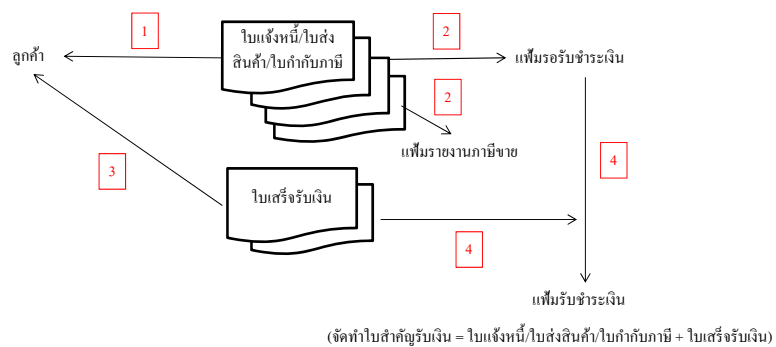 1
ใบแจ้งหนี้/ใบส่ง
สินค้า/ใบกำกับภาษี
2
ลูกค้า
แฟ้มรอรับชำระเงิน
2
แฟ้มรายงานภาษีขาย
3
4
ใบเสร็จรับเงิน
4
แฟ้มรับชำระเงิน
(จัดทำใบสำคัญรับเงิน = ใบแจ้งหนี้/ใบส่งสินค้า/ใบกำกับภาษี + ใบเสร็จรับเงิน)